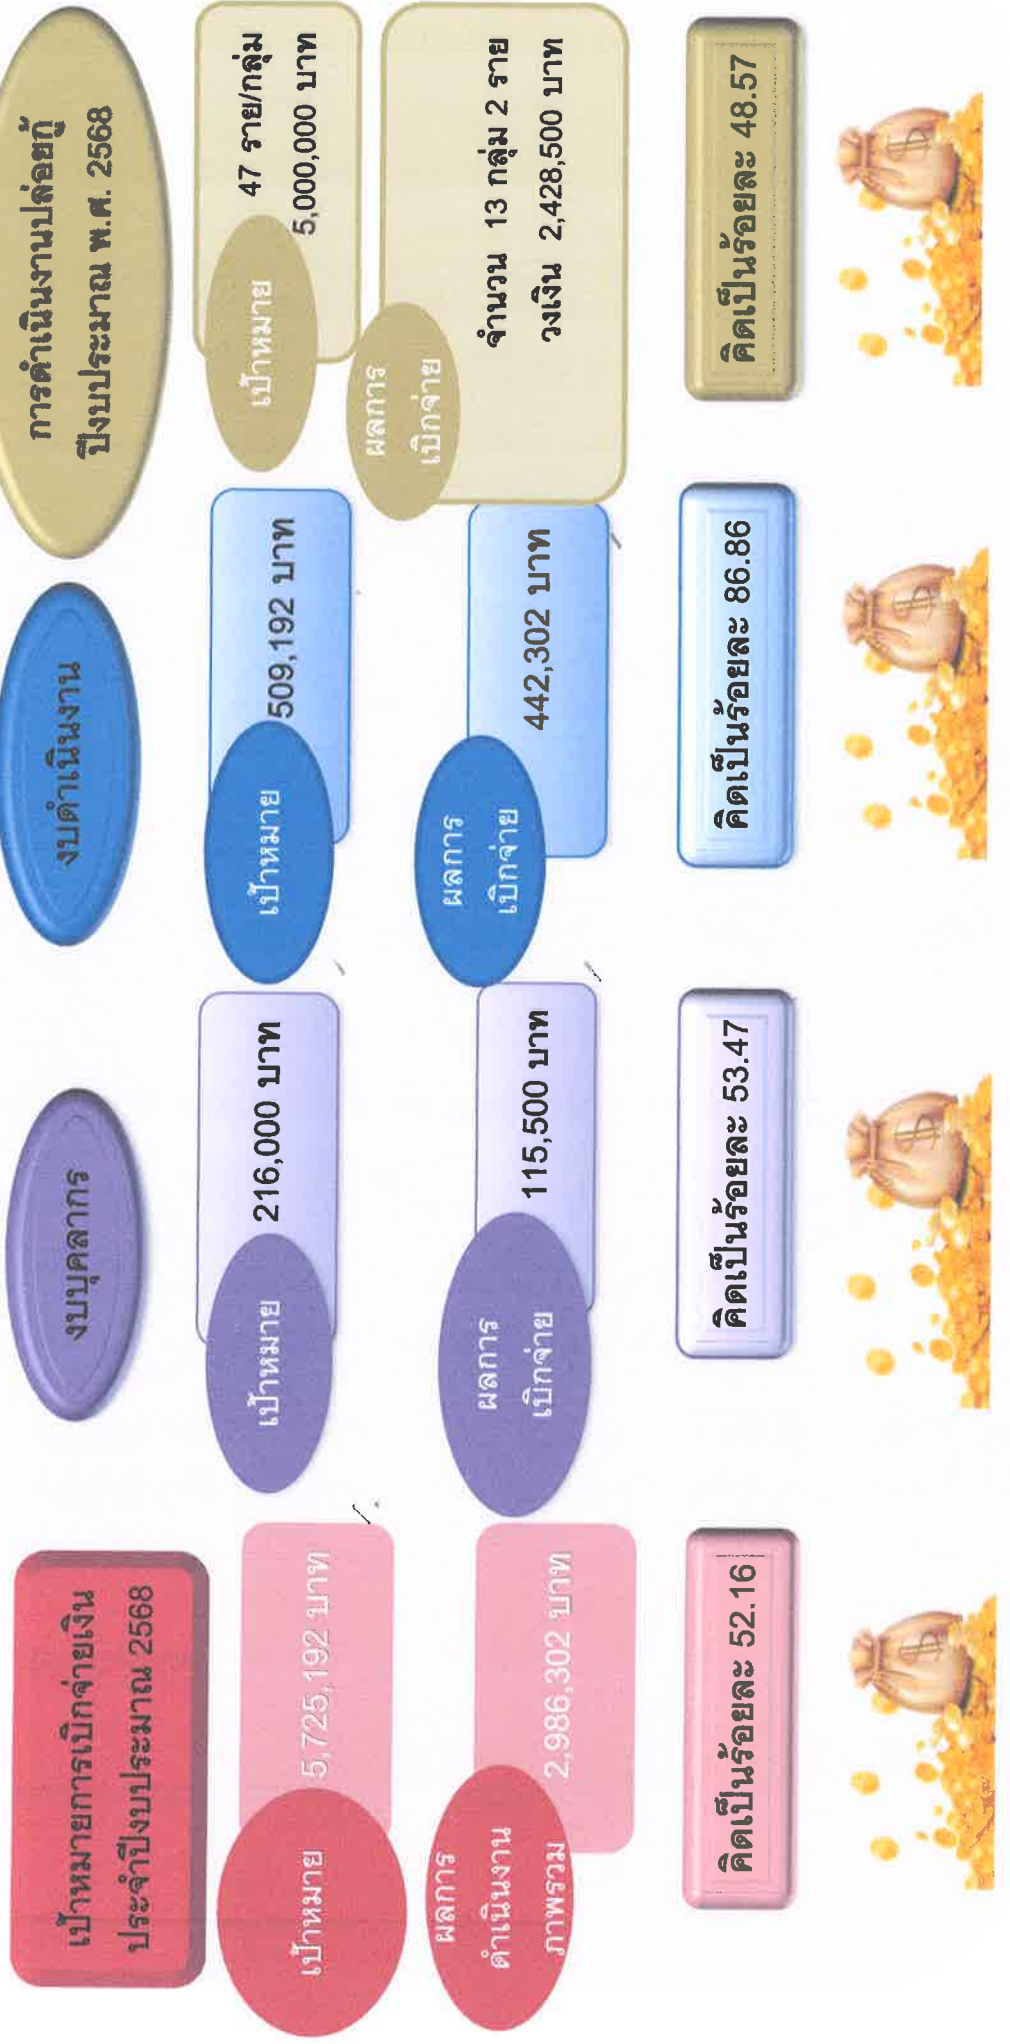 เป้าหมายการเบิกจ่ายเงิน
ประจำปีงบประมาณ 2568
เป้าหมาย
5,725,192 บาท
ผลการ
ดำเนินงาน
ภาพรวม
2,986,302 บาท
คิดเป็นร้อยละ 52.16
งบบุคลากร
เป้าหมาย
216,000 บาท
ผลการ
เบิกจ่าย
115,500 บาท
คิดเป็นร้อยละ 53.47
งบดำเนินงาน
เป้าหมาย
509,192 บาท
ผลการ
เบิกจ่าย
442,302 บาท
คิดเป็นร้อยละ 86.86
การดำเนินงานปล่อยกู้
ปีงบประมาณ พ.ศ. 2568
เป้าหมาย
47 ราย/กลุ่ม
5,000,000 บาท
ผลการ
เบิกจ่าย
จำนวน 13 กลุ่ม 2 ราย
วงเงิน 2,428,500 บาท
คิดเป็นร้อยละ 48.57